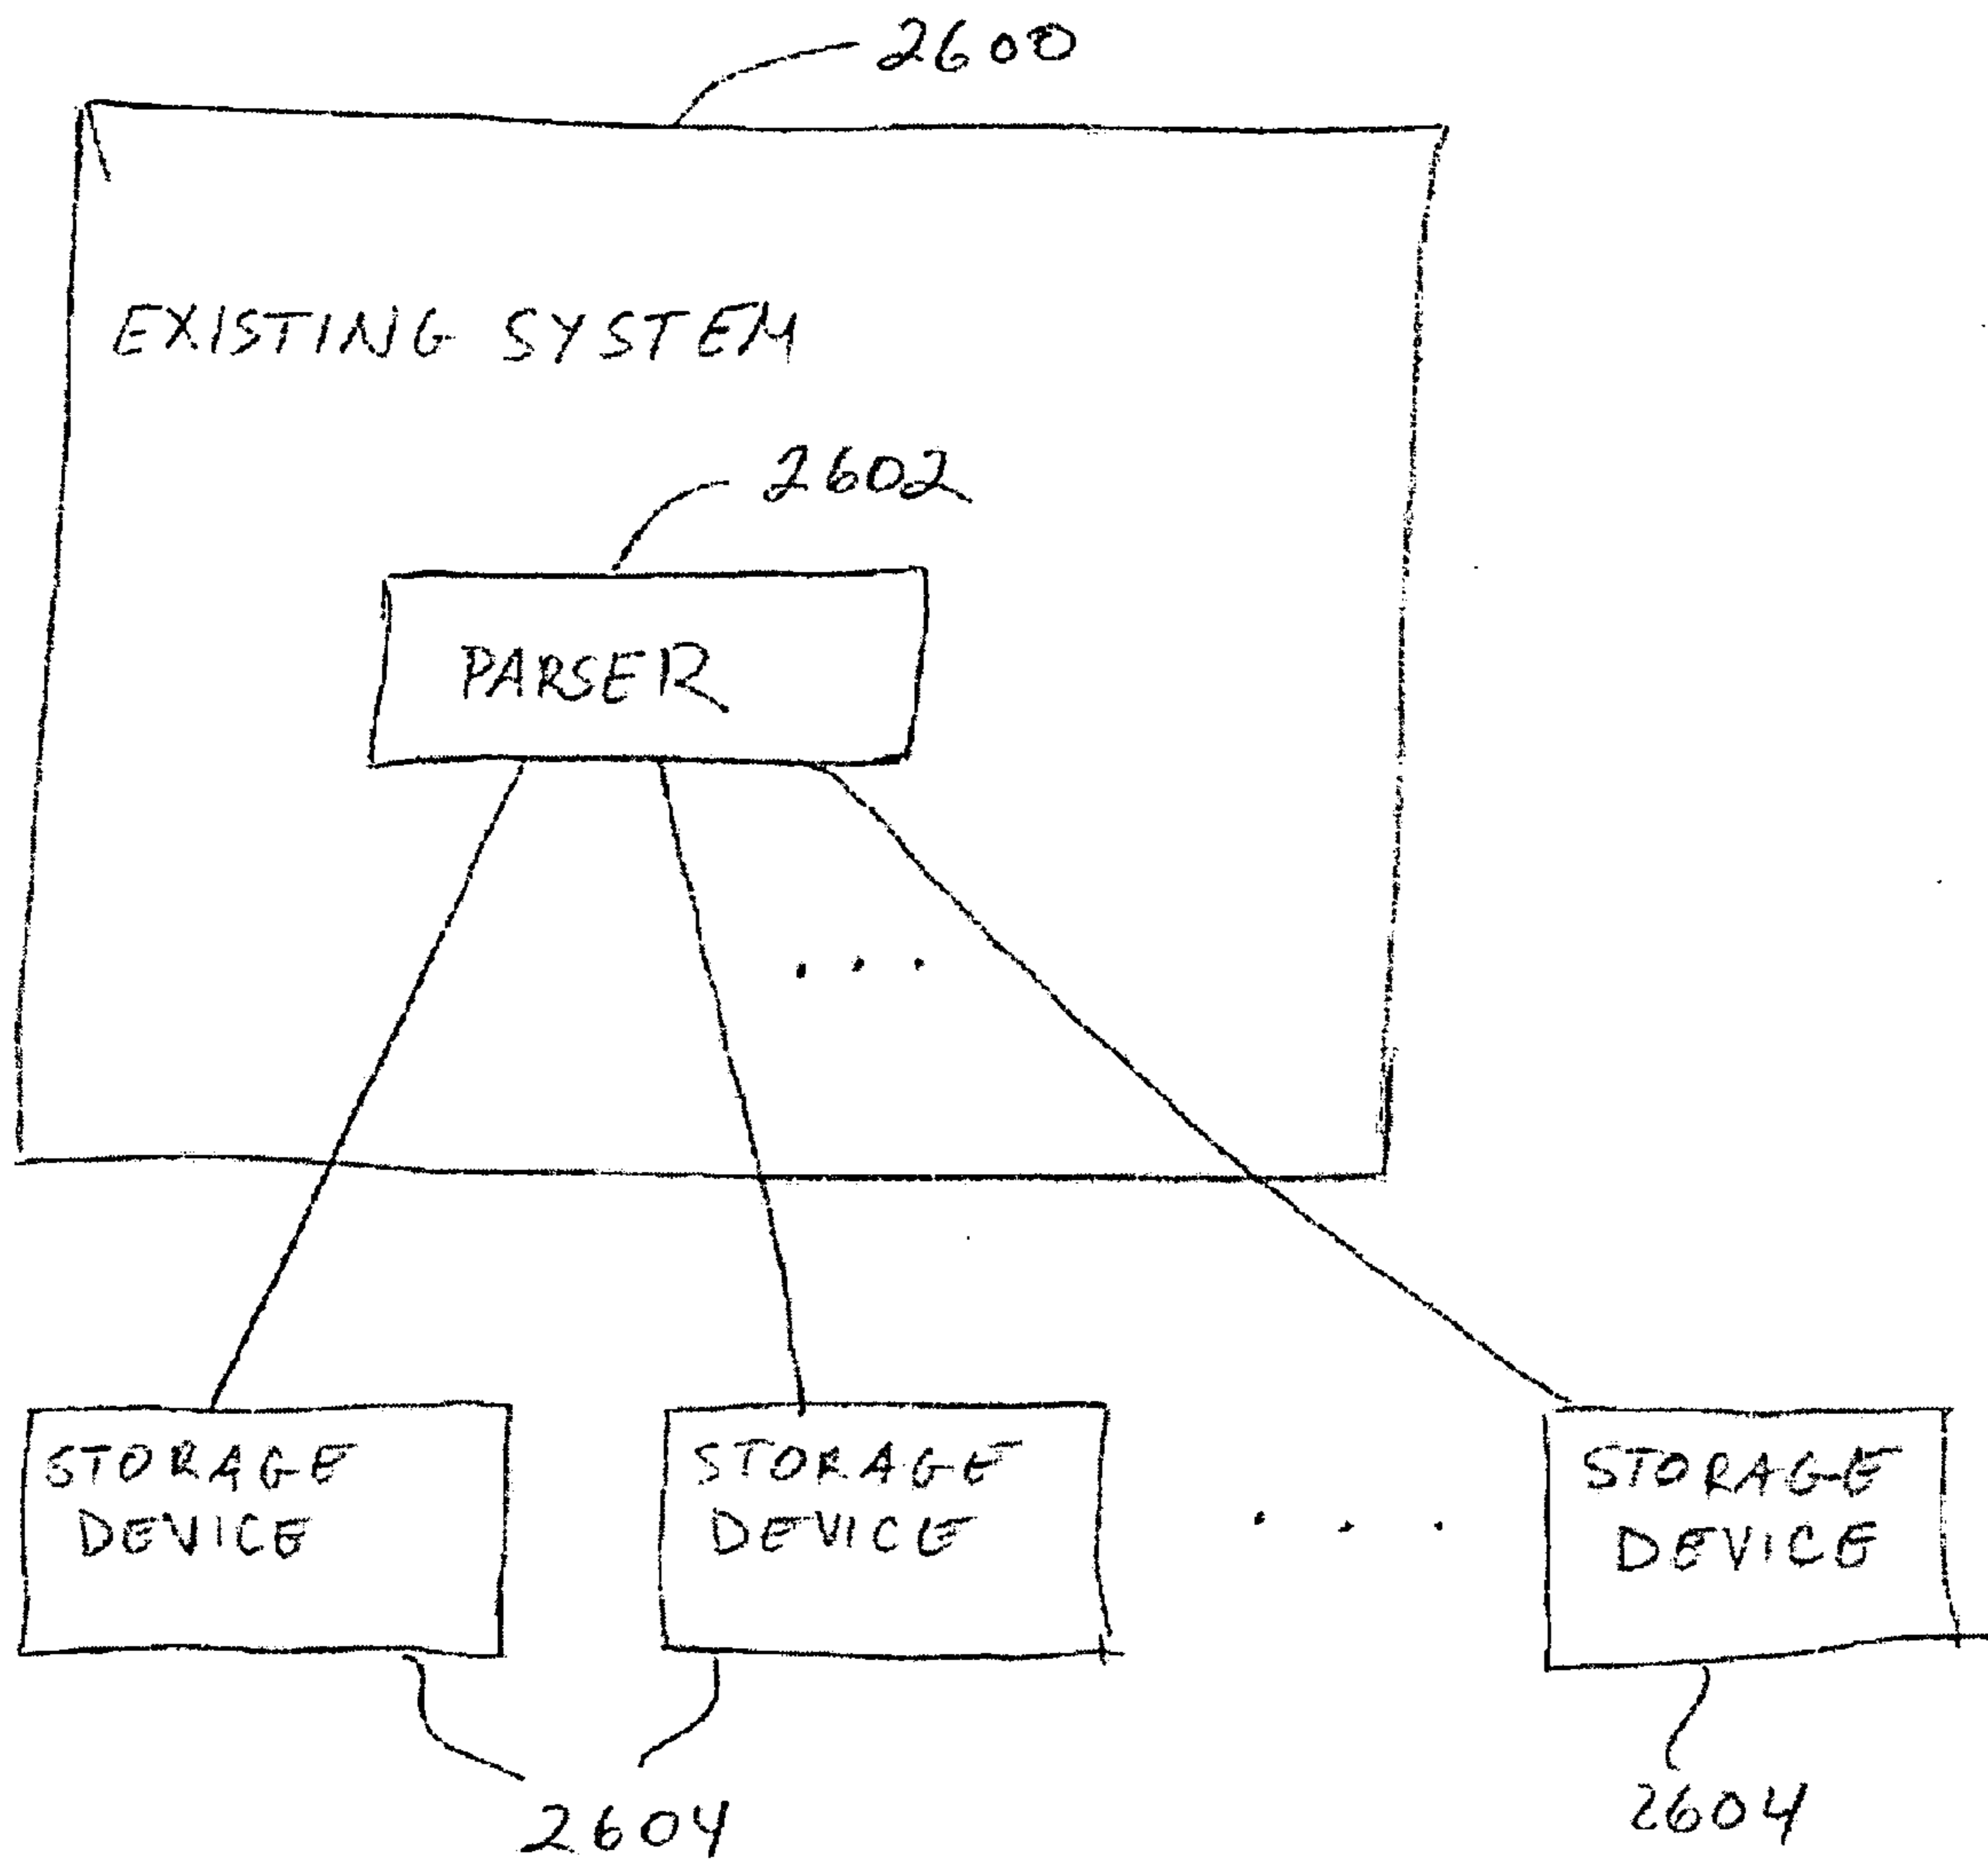 2600
EXISTING SYSTEM
2602
PARSER
. . .
STORAGE
DEVICE
STORAGE
DEVICE
. . .
STORAGE
DEVICE
2604
2604